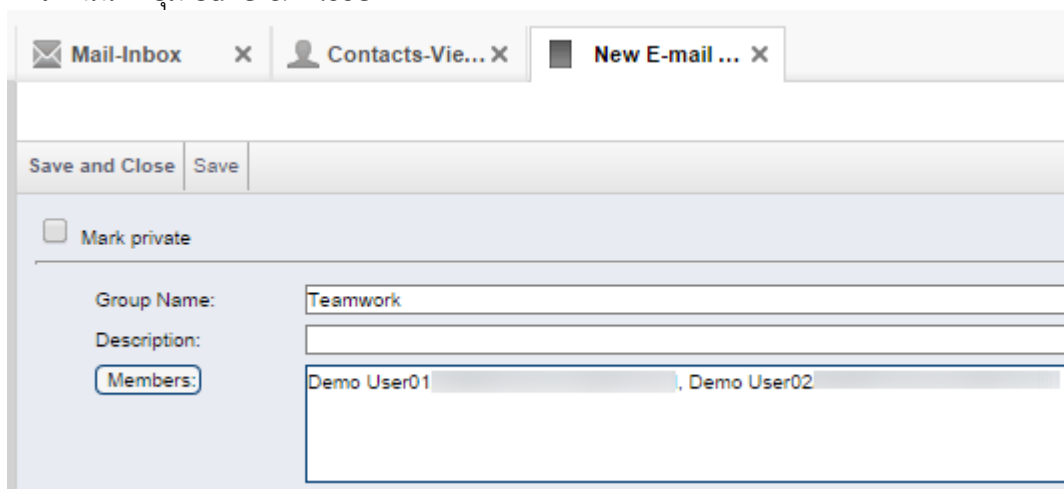 Mail-Inbox Contacts-Vie... New E-mail ...
Save and Close Save
Mark private
Group Name: Teamwork
Description:
Members: Demo User01 , Demo User02